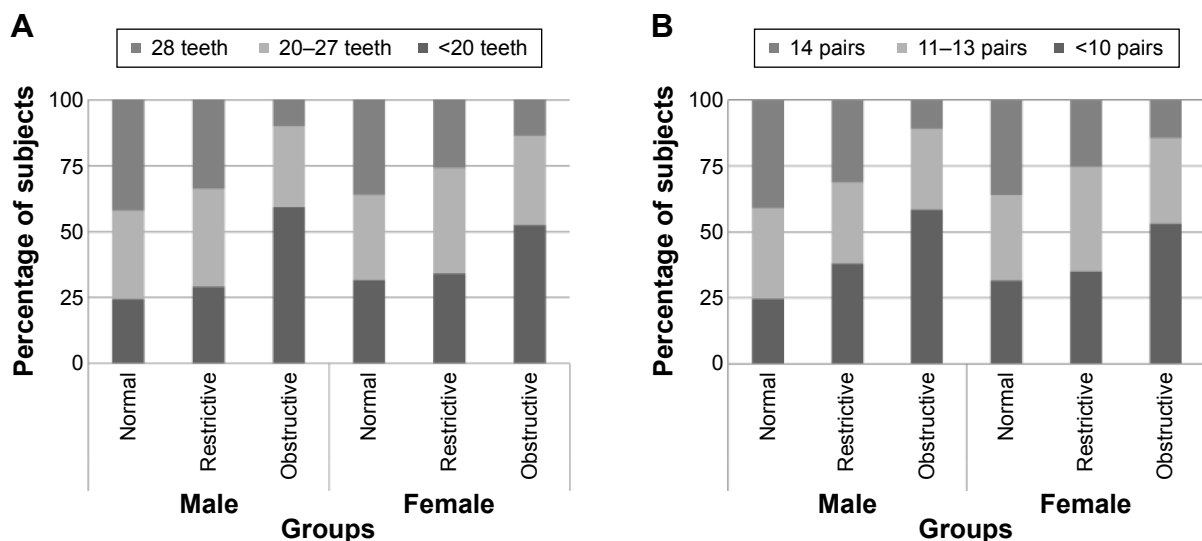 A
28 teeth 20–27 teeth <20 teeth
Percentage of subjects
100
75
50
25
0
Normal
Restrictive
Obstructive
Normal
Restrictive
Obstructive
Male Female
Groups
B
14 pairs 11–13 pairs <10 pairs
Percentage of subjects
100
75
50
25
0
Normal
Restrictive
Obstructive
Normal
Restrictive
Obstructive
Male Female
Groups